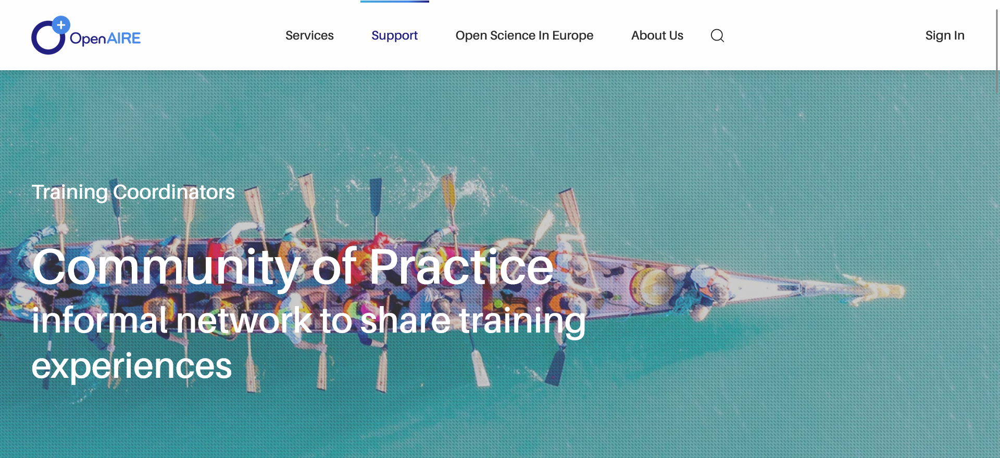 OpenAIRE
Services
Support
Open Science In Europe
About Us
Sign In
Training Coordinators
Community of Practice
informal network to share training
experiences